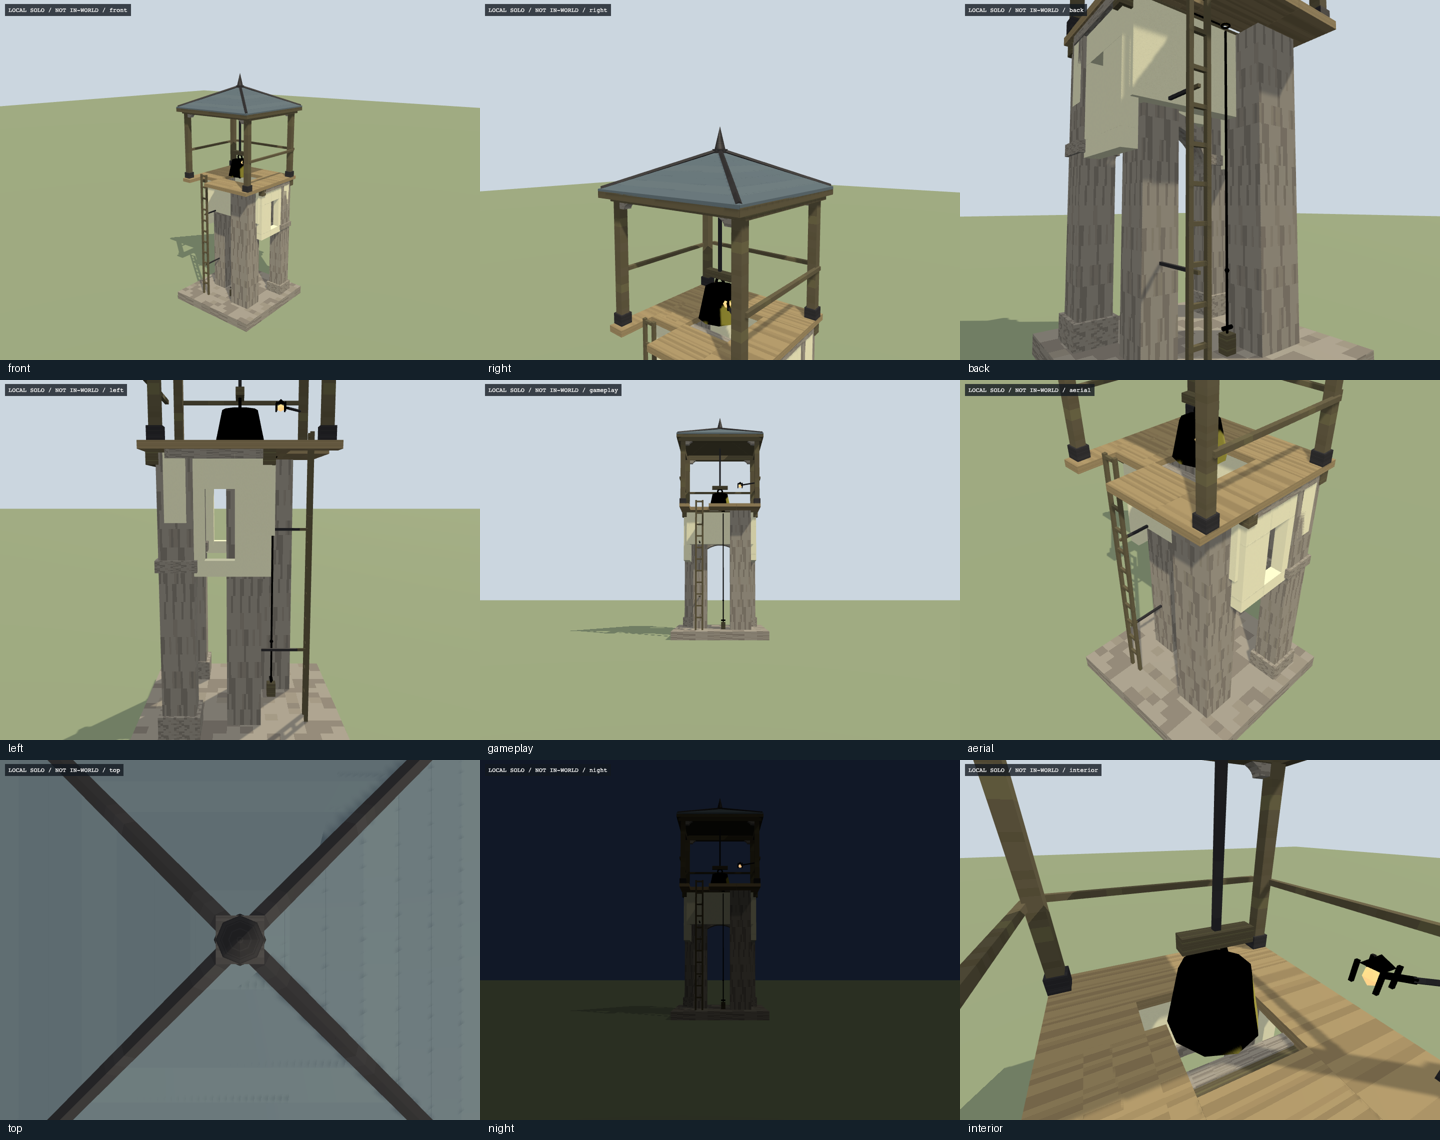 LOCAL SOLO / NOT IN-WORLD / front
LOCAL SOLO / NOT IN-WORLD / right
LOCAL SOLO / NOT IN-WORLD / back
front
right
back
LOCAL SOLO / NOT IN-WORLD / left
LOCAL SOLO / NOT IN-WORLD / gameplay
LOCAL SOLO / NOT IN-WORLD / aerial
left
gameplay
aerial
LOCAL SOLO / NOT IN-WORLD / top
LOCAL SOLO / NOT IN-WORLD / night
LOCAL SOLO / NOT IN-WORLD / interior
top
night
interior